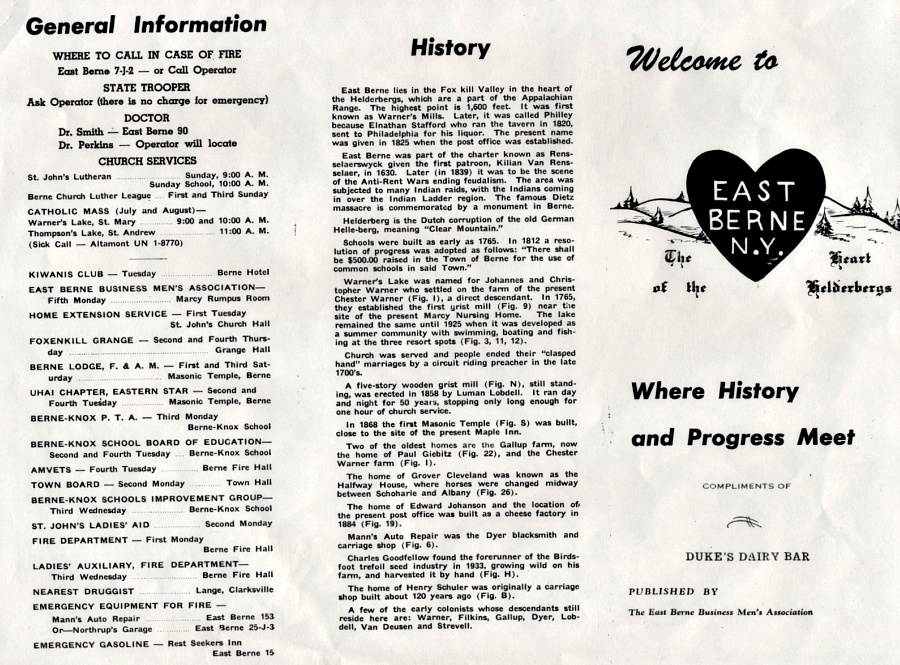 General Information
WHERE TO CALL IN CASE OF FIRE
East Berne 7-J-2 — or Call Operator
STATE TROOPER
Ask Operator (there is no charge for emergency)
DOCTOR
Dr. Smith — East Berne 90
Dr. Perkins — Operator will locate
CHURCH SERVICES
St. John's Lutheran ........ Sunday, 9:00 A. M.
Sunday School, 10:00 A. M.
Berne Church Luther League .... First and Third Sunday
CATHOLIC MASS (July and August)—
Warner's Lake, St. Mary ........ 9:00 and 10:00 A. M.
Thompson's Lake, St. Andrew ........ 11:00 A. M.
(Sick Call — Altamont UN 1-8770)
KIWANIS CLUB — Tuesday ........ Berne Hotel
EAST BERNE BUSINESS MEN'S ASSOCIATION—
Fifth Monday ........ Marcy Rumpus Room
HOME EXTENSION SERVICE — First Tuesday
St. John's Church Hall
FOXENKILL GRANGE — Second and Fourth Thurs-
day ........ Grange Hall
BERNE LODGE, F. & A. M. — First and Third Sat-
urday ........ Masonic Temple, Berne
UHAI CHAPTER, EASTERN STAR — Second and
Fourth Tuesday ........ Masonic Temple, Berne
BERNE-KNOX P. T. A. — Third Monday
Berne-Knox School
BERNE-KNOX SCHOOL BOARD OF EDUCATION—
Second and Fourth Tuesday .... Berne-Knox School
AMVETS — Fourth Tuesday ........ Berne Fire Hall
TOWN BOARD — Second Monday ........ Town Hall
BERNE-KNOX SCHOOLS IMPROVEMENT GROUP—
Third Wednesday ........ Berne-Knox School
ST. JOHN'S LADIES' AID ........ Second Monday
FIRE DEPARTMENT — First Monday
Berne Fire Hall
LADIES' AUXILIARY, FIRE DEPARTMENT—
Third Wednesday ........ Berne Fire Hall
NEAREST DRUGGIST ........ Lange, Clarksville
EMERGENCY EQUIPMENT FOR FIRE —
Mann's Auto Repair ........ East Berne 153
Or—Northrup's Garage ........ East Berne 25-J-3
EMERGENCY GASOLINE — Rest Seekers Inn
East Berne 15
History
East Berne lies in the Fox kill Valley in the heart of
the Helderbergs, which are a part of the Appalachian
Range. The highest point is 1,600 feet. It was first
known as Warner's Mills. Later, it was called Philley
because Elnathan Stafford who ran the tavern in 1820,
sent to Philadelphia for his liquor. The present name
was given in 1825 when the post office was established.
East Berne was part of the charter known as Rens-
selaerswyck given the first patroon, Kilian Van Rens-
selaer, in 1630. Later (in 1839) it was to be the scene
of the Anti-Rent Wars ending feudalism. The area was
subjected to many Indian raids, with the Indians coming
in over the Indian Ladder region. The famous Dietz
massacre is commemorated by a monument in Berne.
Helderberg is the Dutch corruption of the old German
Helle-berg, meaning "Clear Mountain."
Schools were built as early as 1765. In 1812 a reso-
lution of progress was adopted as follows: "There shall
be $500.00 raised in the Town of Berne for the use of
common schools in said Town."
Warner's Lake was named for Johannes and Chris-
topher Warner who settled on the farm of the present
Chester Warner (Fig. I), a direct descendant. In 1765,
they established the first grist mill (Fig. 9) near the
site of the present Marcy Nursing Home. The lake
remained the same until 1925 when it was developed as
a summer community with swimming, boating and fish-
ing at the three resort spots (Fig. 3, 11, 12).
Church was served and people ended their "clasped
hand" marriages by a circuit riding preacher in the late
1700's.
A five-story wooden grist mill (Fig. N), still stand-
ing, was erected in 1858 by Luman Lobdell. It ran day
and night for 50 years, stopping only long enough for
one hour of church service.
In 1868 the first Masonic Temple (Fig. S) was built,
close to the site of the present Maple Inn.
Two of the oldest homes are the Gallup farm, now
the home of Paul Giebitz (Fig. 22), and the Chester
Warner farm (Fig. I).
The home of Grover Cleveland was known as the
Halfway House, where horses were changed midway
between Schoharie and Albany (Fig. 26).
The home of Edward Johanson and the location of
the present post office was built as a cheese factory in
1884 (Fig. 19).
Mann's Auto Repair was the Dyer blacksmith and
carriage shop (Fig. 6).
Charles Goodfellow found the forerunner of the Birds-
foot trefoil seed industry in 1933, growing wild on his
farm, and harvested it by hand (Fig. H).
The home of Henry Schuler was originally a carriage
shop built about 120 years ago (Fig. B).
A few of the early colonists whose descendants still
reside here are: Warner, Filkins, Gallup, Dyer, Lob-
dell, Van Deusen and Strevell.
Welcome to
EAST
BERNE
N.Y.
The Heart
of the Helderbergs
Where History
and Progress Meet
COMPLIMENTS OF
DUKE'S DAIRY BAR
PUBLISHED BY
The East Berne Business Men's Association